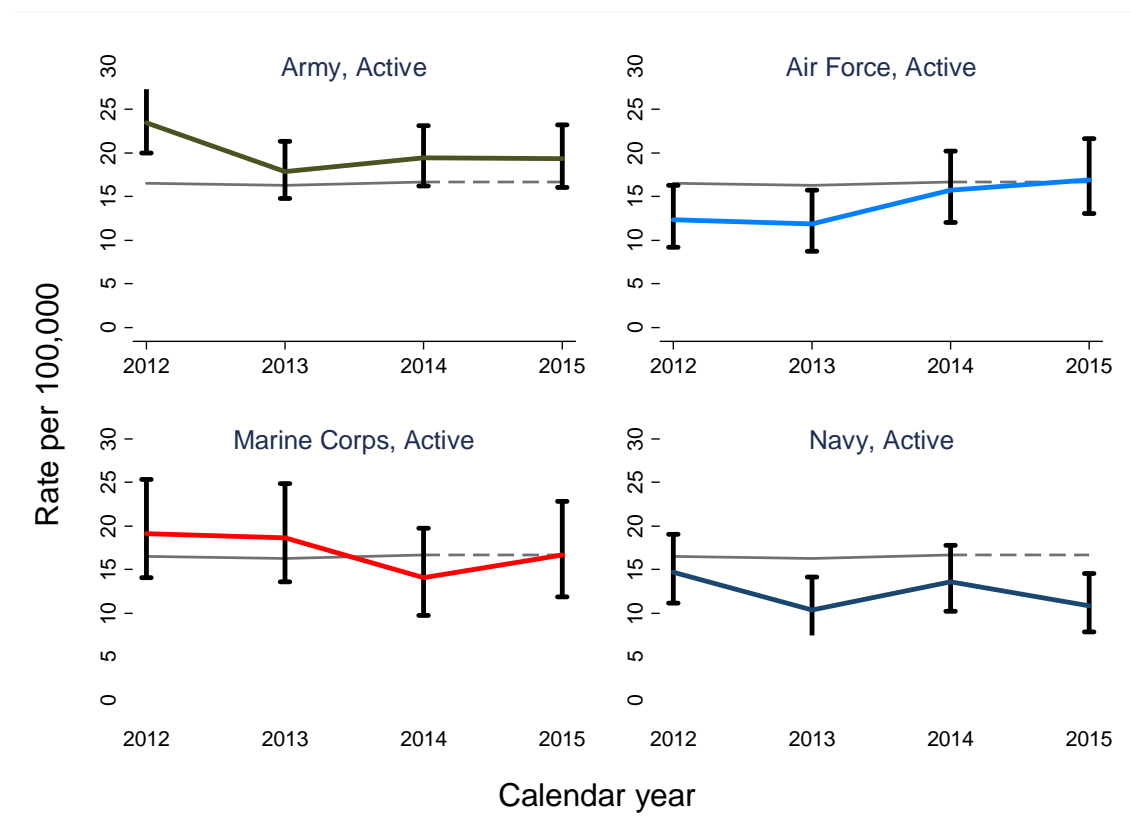 Army, Active
30
25
20
15
10
5
0
2012 2013 2014 2015
Air Force, Active
30
25
20
15
10
5
0
2012 2013 2014 2015
Marine Corps, Active
30
25
20
15
10
5
0
2012 2013 2014 2015
Navy, Active
30
25
20
15
10
5
0
2012 2013 2014 2015
Rate per 100,000
Calendar year